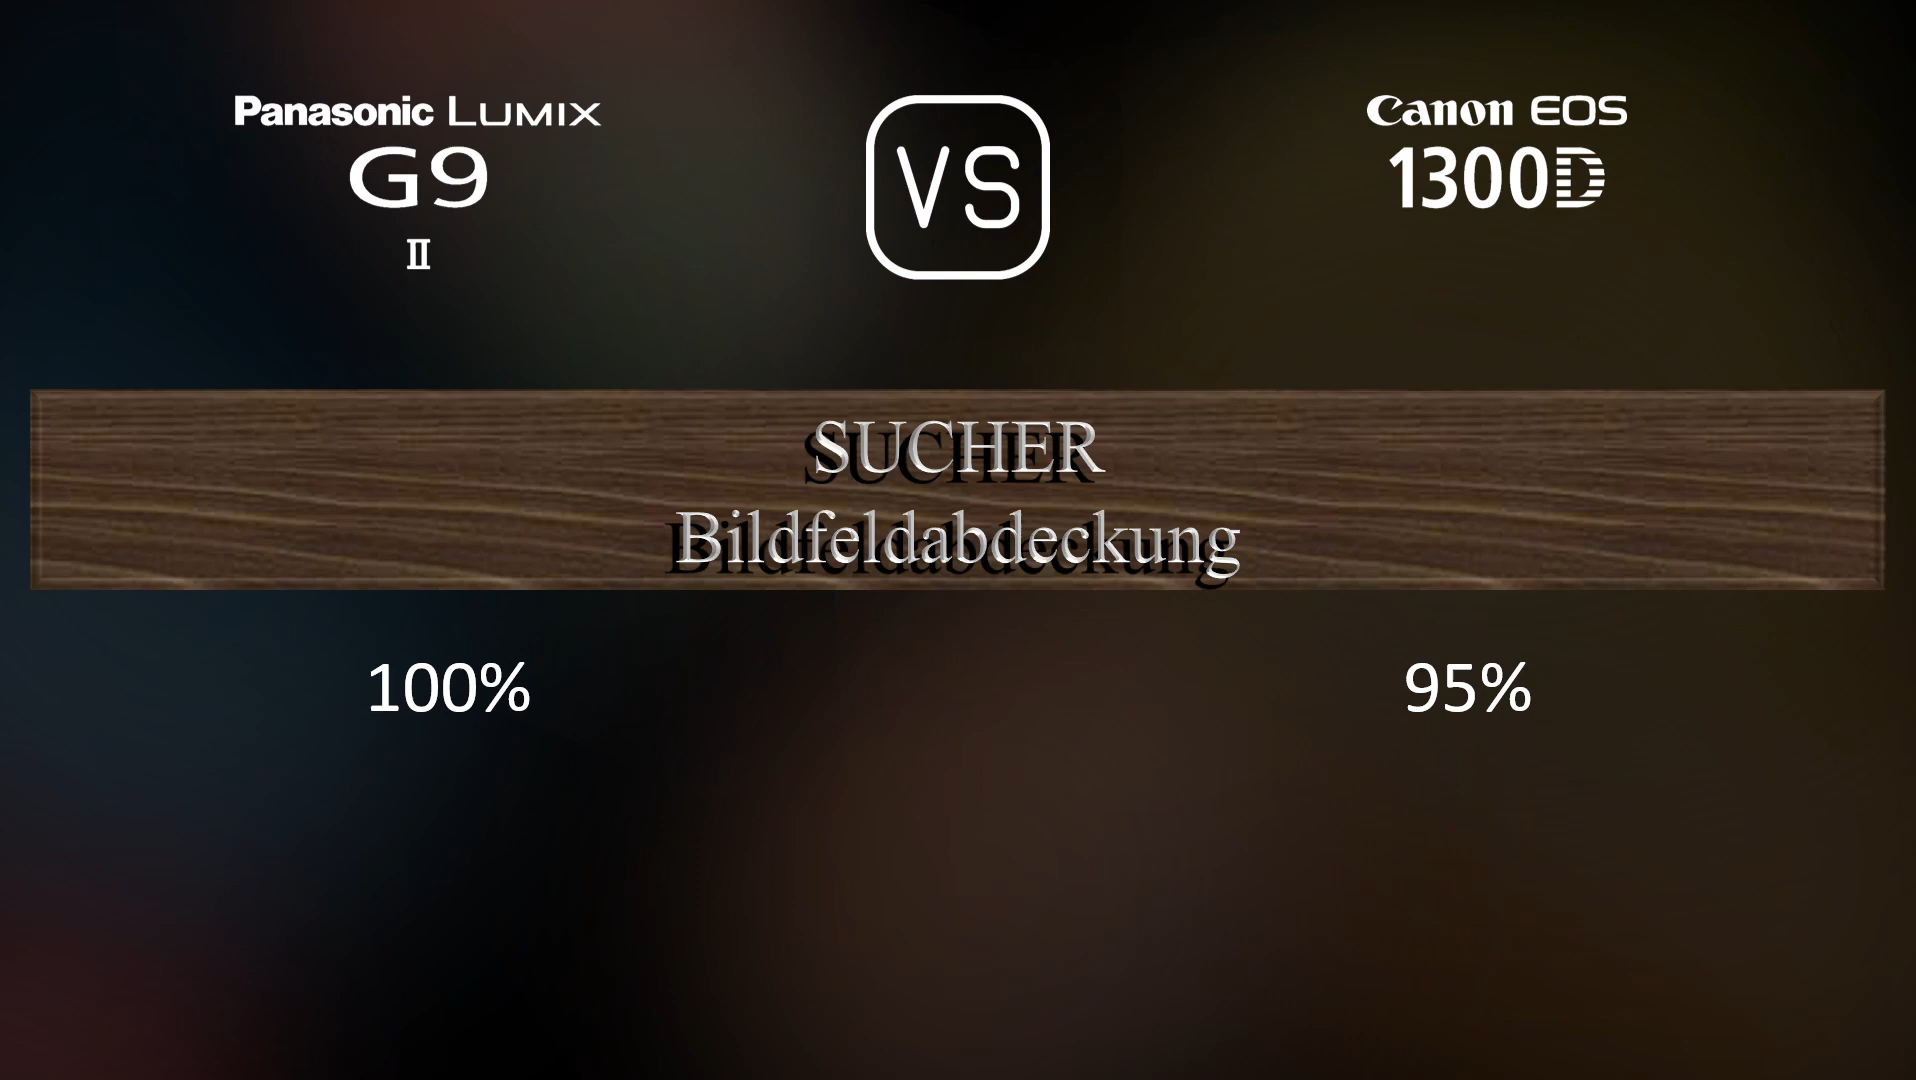 Panasonic LUMIX
G9
II
VS
Canon EOS
1300D
SUCHER
Bildfeldabdeckung
100%
95%